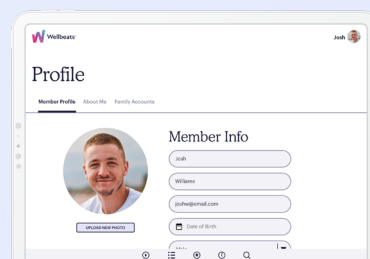 Wellbeats
Josh
Profile
Member Profile About Me Family Accounts
Member Info
Josh
Williams
joshw@email.com
Date of Birth
UPLOAD NEW PHOTO
Male